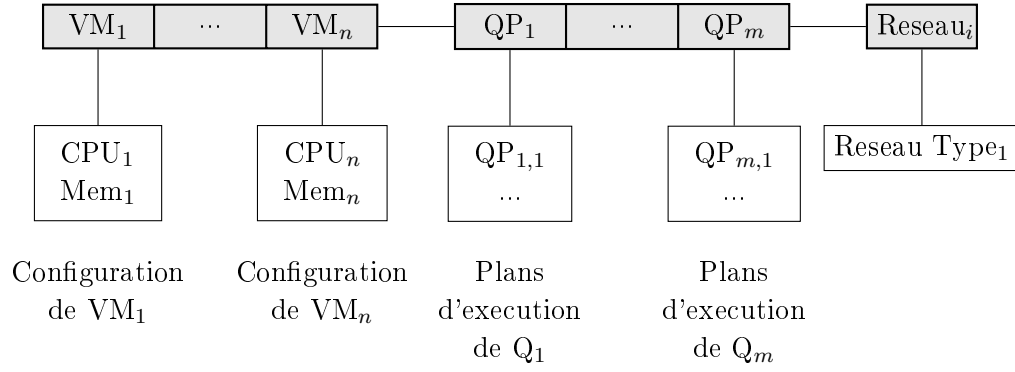 VM₁ ... VMₙ QP₁ ... QPₘ Reseauᵢ
CPU₁
Mem₁
CPUₙ
Memₙ
QP₁,₁
...
QPₘ,₁
...
Reseau Type₁
Configuration
de VM₁
Configuration
de VMₙ
Plans
d'execution
de Q₁
Plans
d'execution
de Qₘ